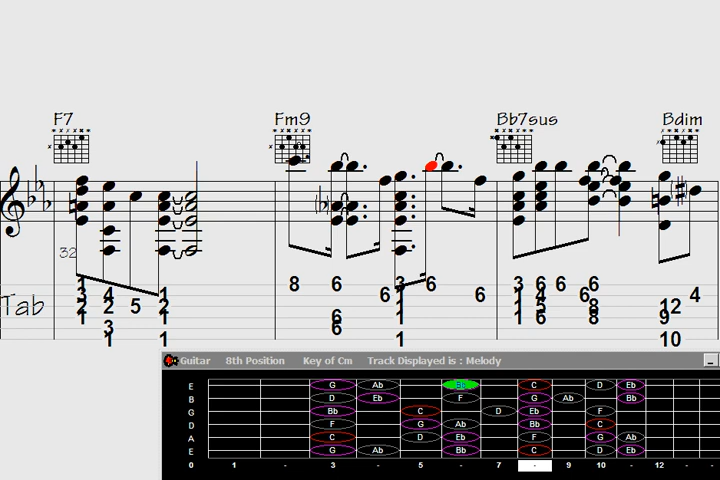 F7 Fm9 Bb7sus Bdim
32
8 6 3 6 3 6 6 6
1
3 4 1 6 1 6 1 4 6 4
Tab
2 2 5 2 1 5 8 12
1 1 6 1 1 6 8 9
3 6
1 1 1 10
Guitar 8th Position Key of Cm Track Displayed is : Melody
E G Ab Bb C D Eb
B D Eb F G Ab Bb
G Bb C D Eb F
D F G Ab Bb C
A C D Eb F G Ab
E G Ab Bb C D Eb
0 1 - 3 - 5 - 7 - 9 10 - 12 - -